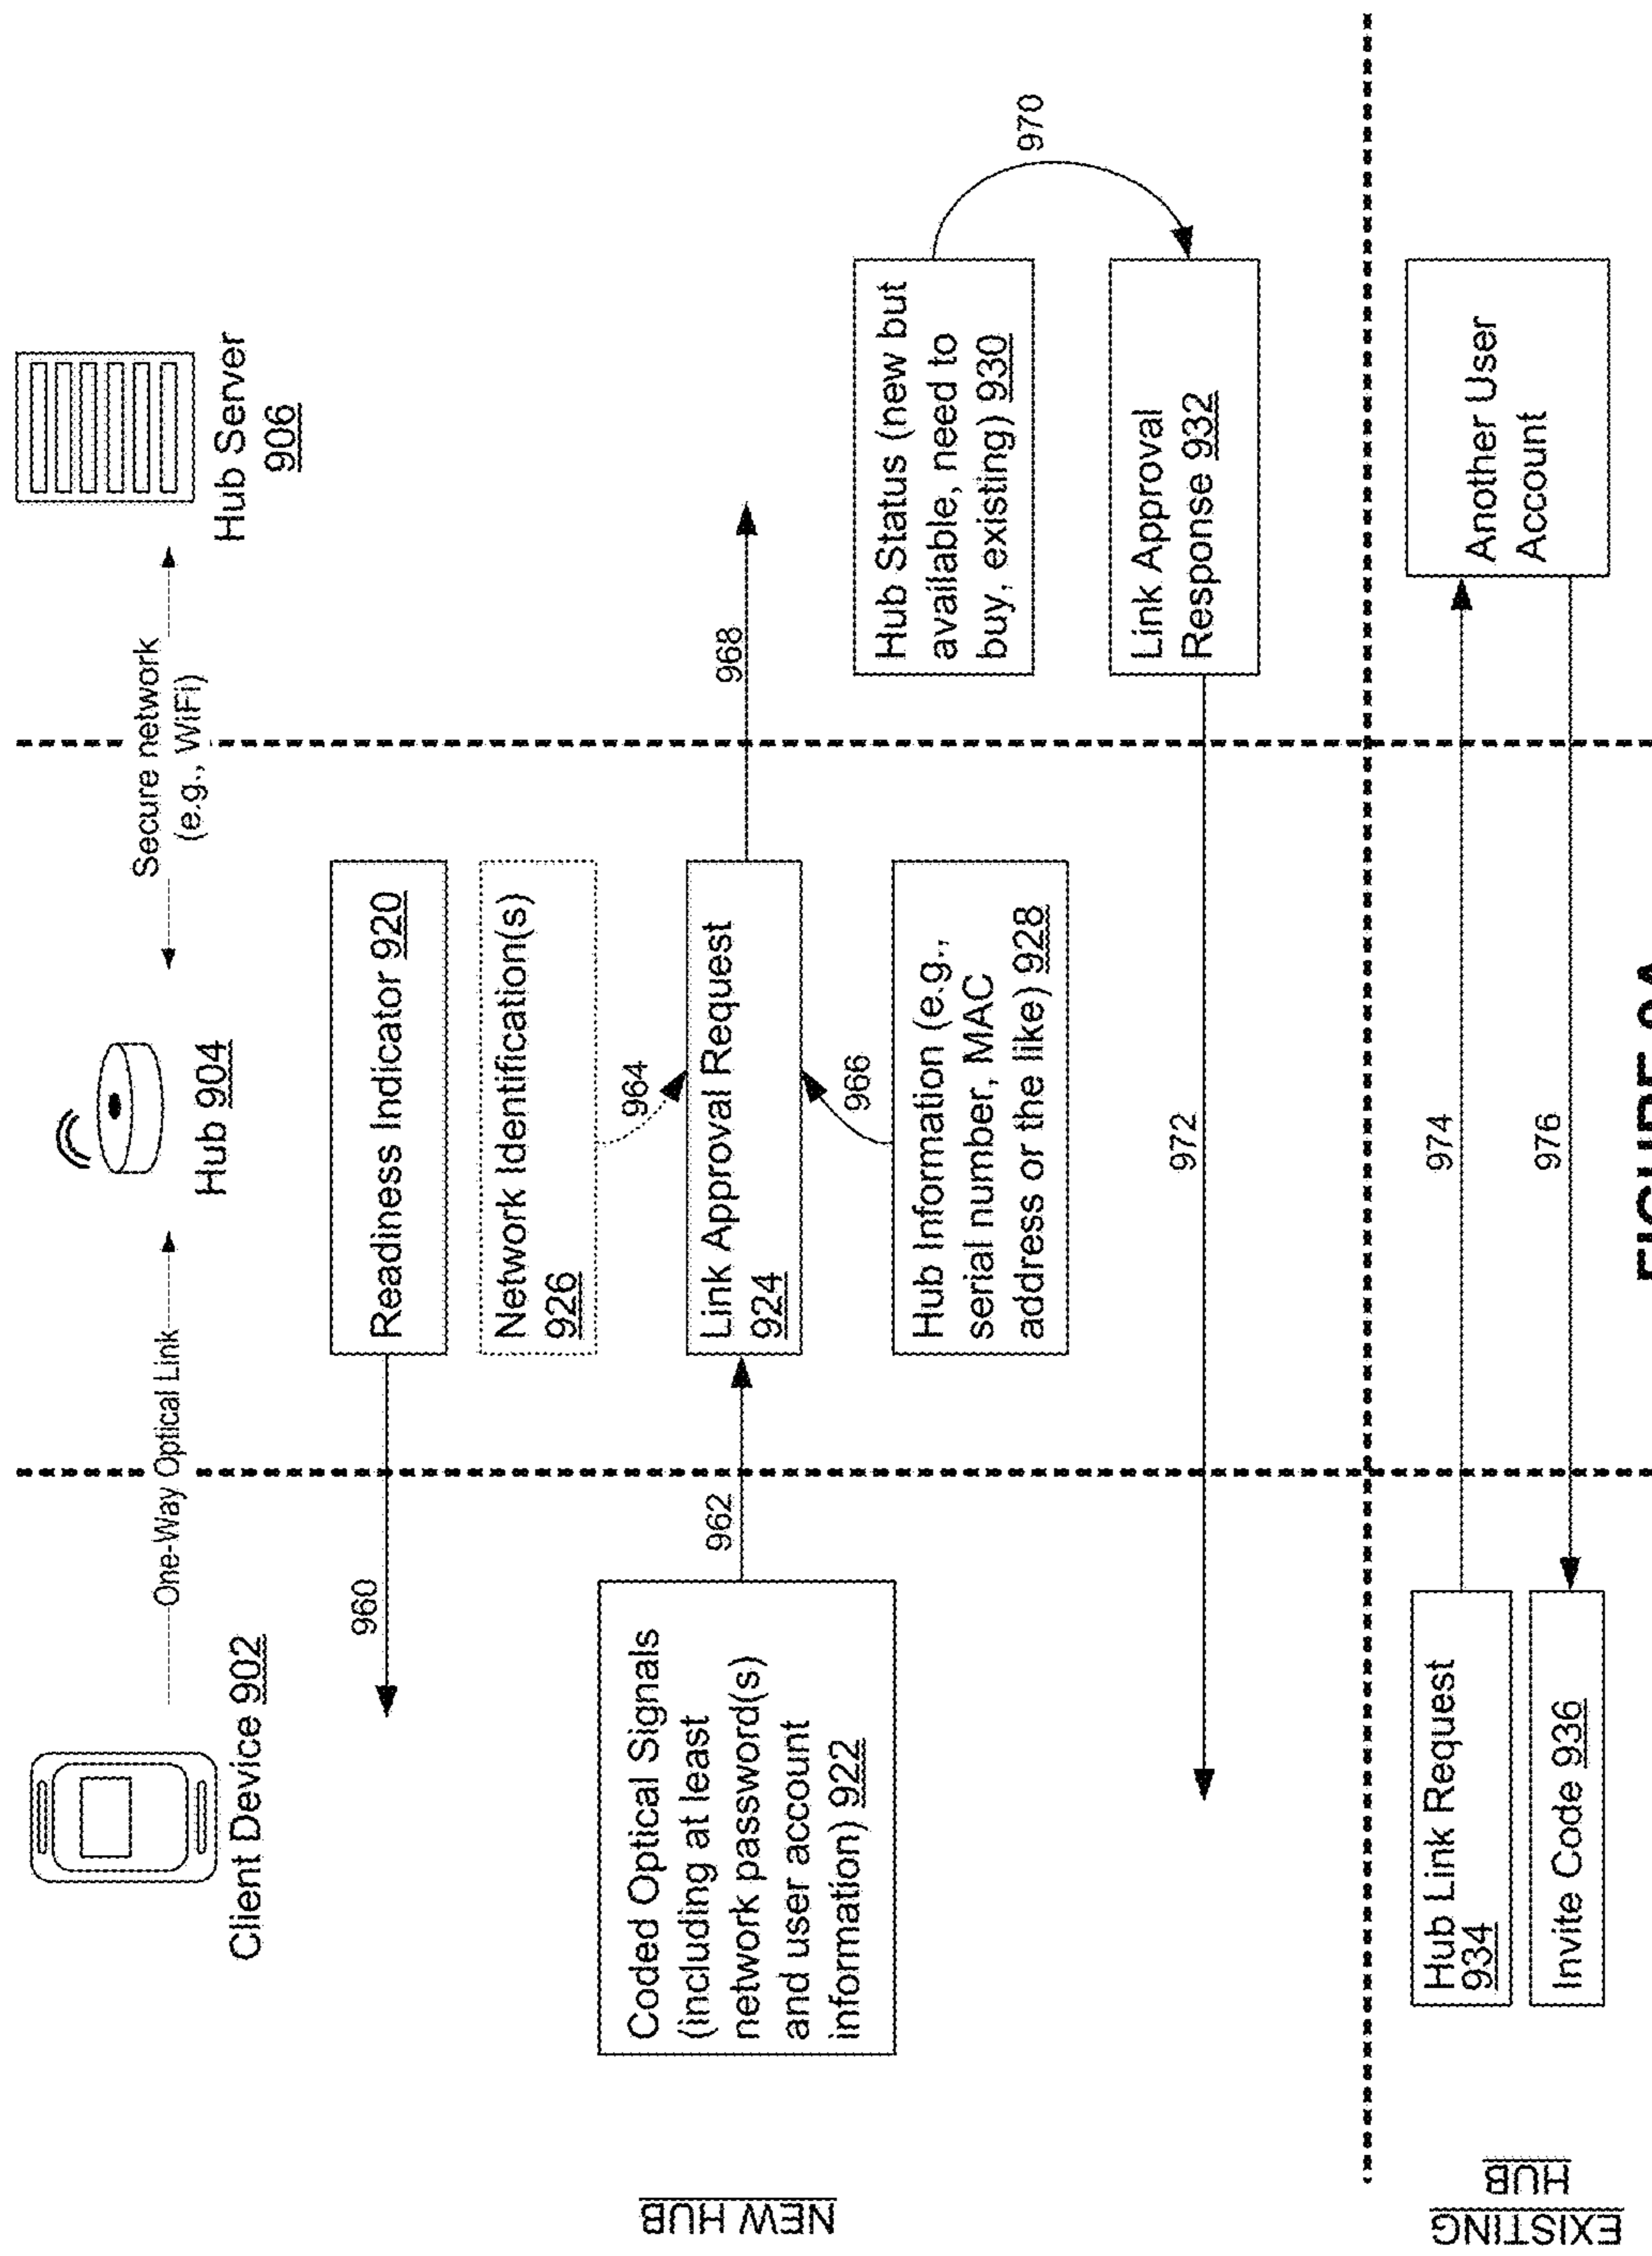 One-Way Optical Link
Secure network
(e.g., WiFi)
Client Device 902
Hub 904
Hub Server
906
NEW HUB
960
Readiness Indicator 920
Network Identification(s)
926
Coded Optical Signals
(including at least
network password(s)
and user account
information) 922
962
964
Link Approval Request
924
968
966
Hub Information (e.g.,
serial number, MAC
address or the like) 928
Hub Status (new but
available, need to
buy, existing) 930
970
Link Approval
Response 932
972
EXISTING
HUB
Hub Link Request
934
974
Another User
Account
Invite Code 936
976
FIGURE 9A